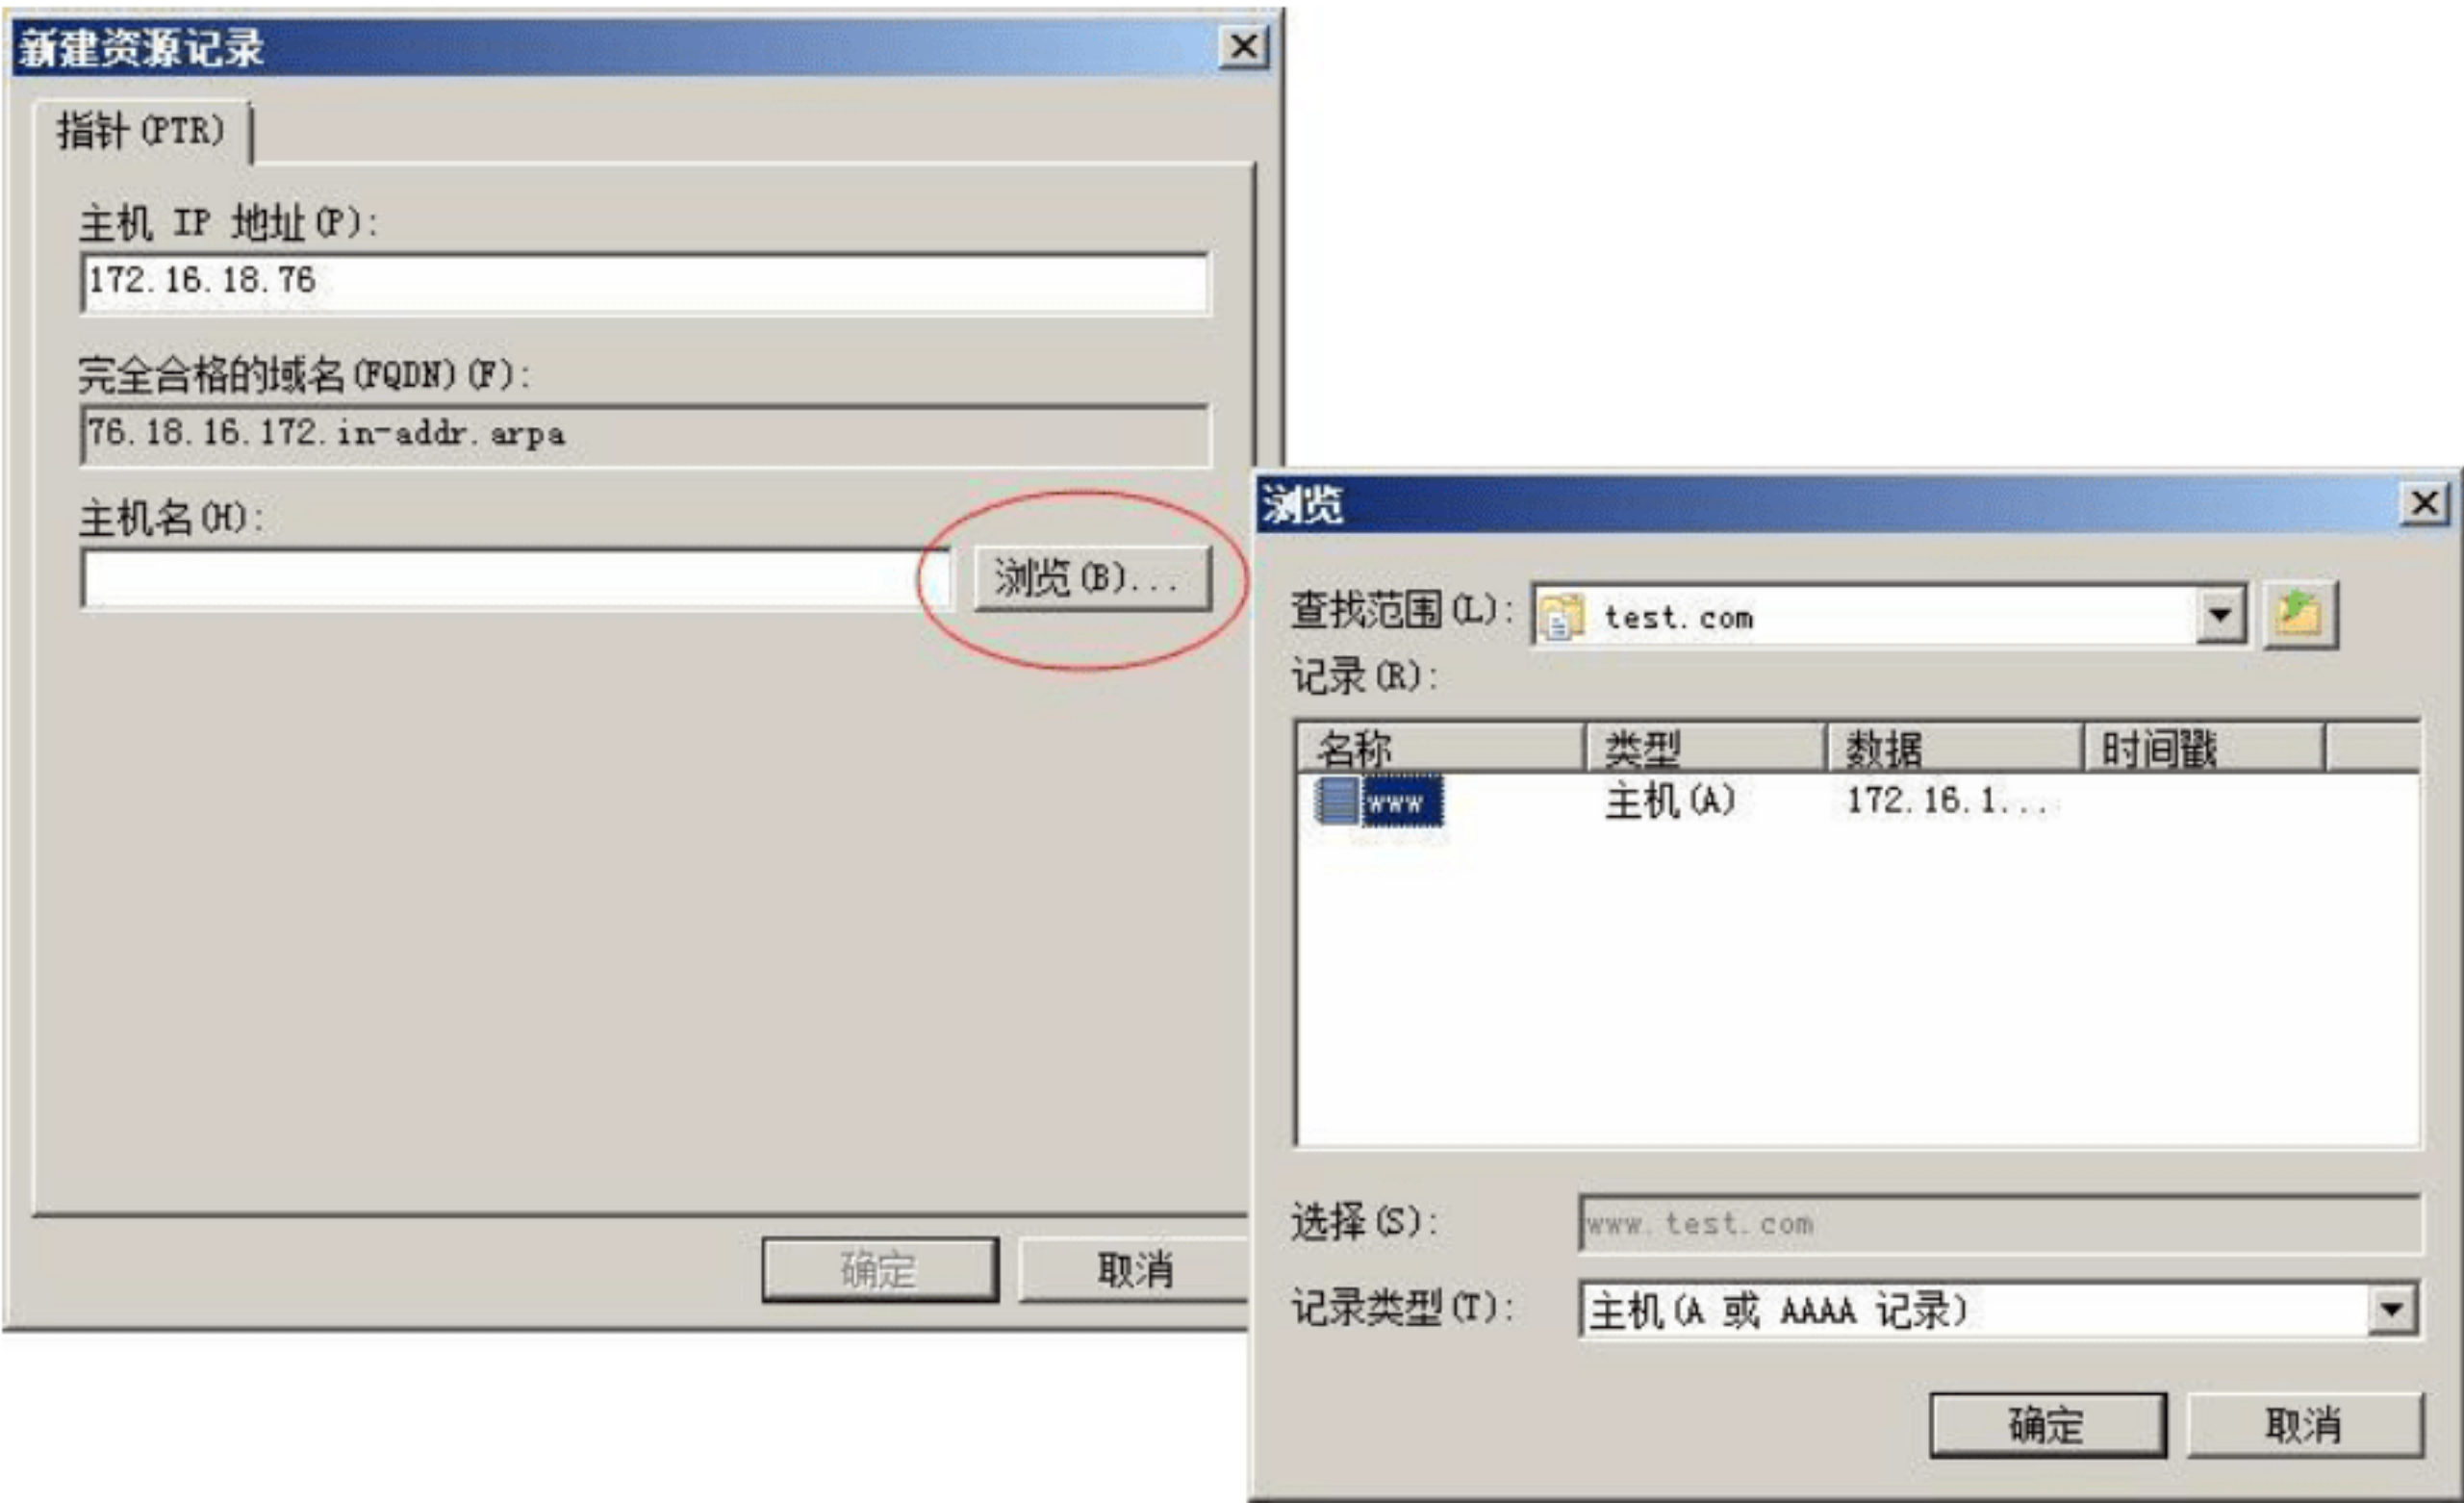 新建资源记录
指针(PTR)
主机 IP 地址(P):
172.16.18.76
完全合格的域名(FQDN)(F):
76.18.16.172.in-addr.arpa
主机名(H):
浏览(B)...
确定
取消
浏览
查找范围(L):
test.com
记录(R):
名称 类型 数据 时间戳
www 主机(A) 172.16.1...
选择(S):
www.test.com
记录类型(T):
主机(A 或 AAAA 记录)
确定
取消